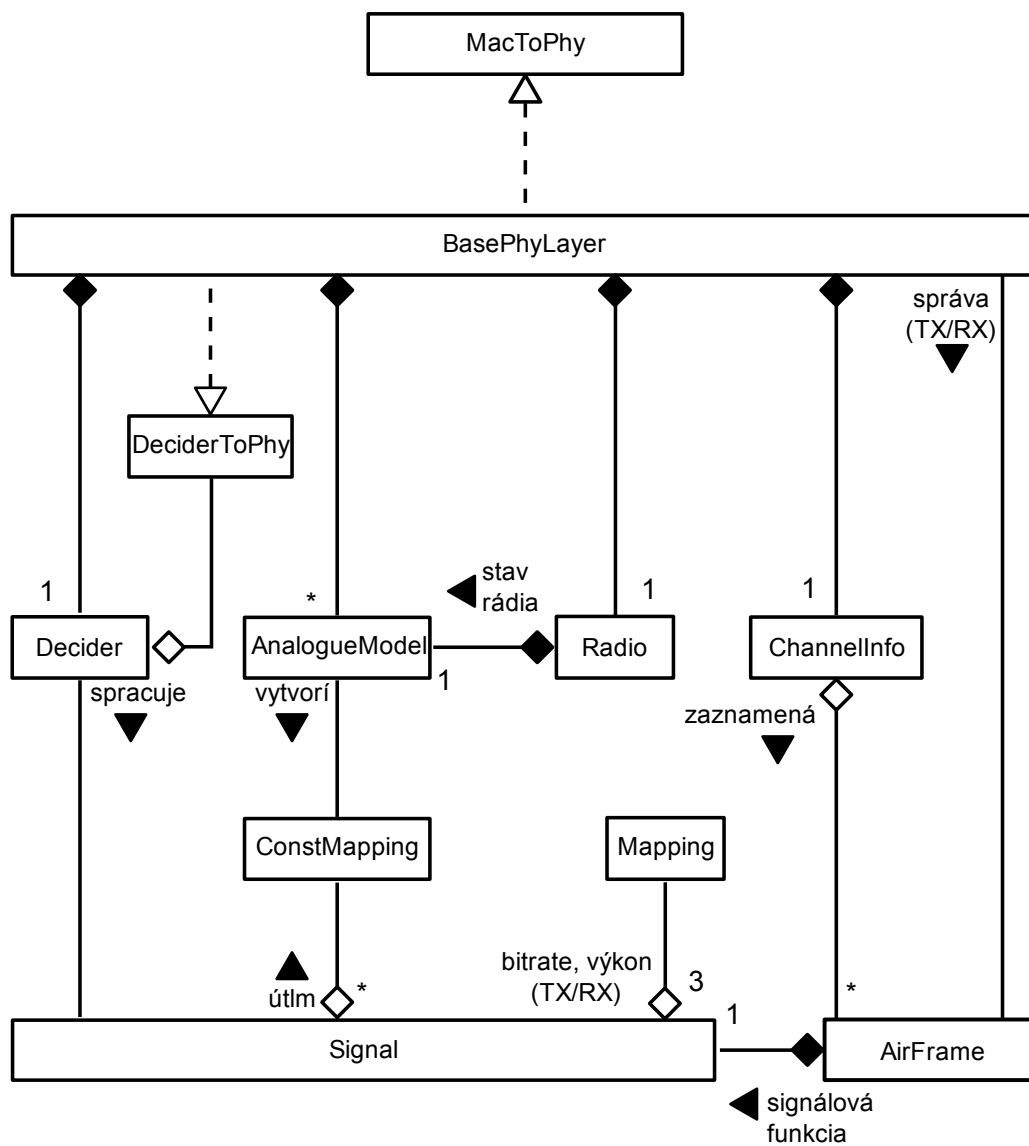 MacToPhy
BasePhyLayer
správa
(TX/RX)
DeciderToPhy
1
*
stav
rádia
1
1
Decider
AnalogueModel
1
Radio
ChannelInfo
spracuje
vytvorí
zaznamená
ConstMapping
Mapping
útlm
*
bitrate, výkon
(TX/RX)
3
1
*
Signal
AirFrame
signálová
funkcia